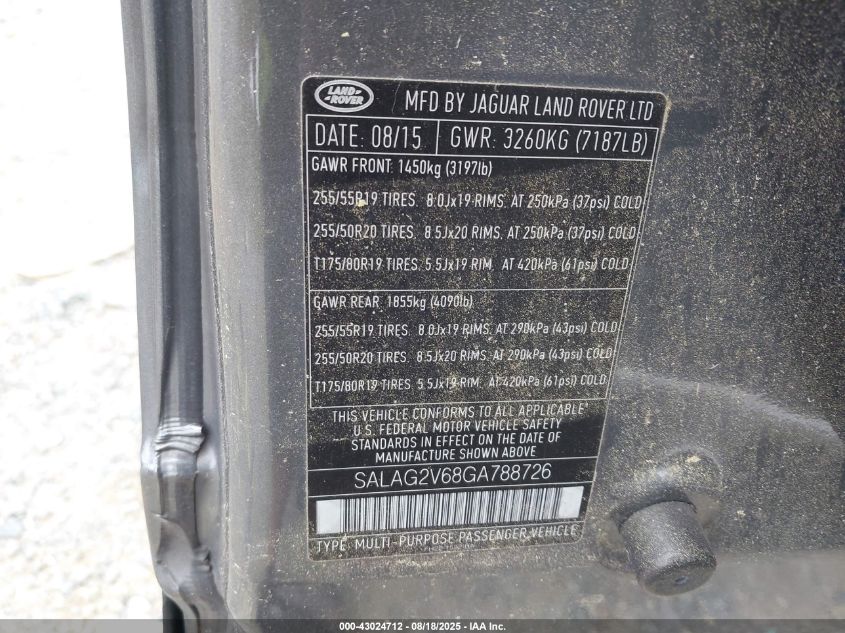 LAND ROVER
MFD BY JAGUAR LAND ROVER LTD
DATE: 08/15 GWR: 3260KG (7187LB)
GAWR FRONT: 1450kg (3197lb)
255/55R19 TIRES. 8.0Jx19 RIMS. AT 250kPa (37psi) COLD
255/50R20 TIRES. 8.5Jx20 RIMS. AT 250kPa (37psi) COLD
T175/80R19 TIRES. 5.5Jx19 RIM. AT 420kPa (61psi) COLD
GAWR REAR: 1855kg (4090lb)
255/55R19 TIRES. 8.0Jx19 RIMS. AT 290kPa (43psi) COLD
255/50R20 TIRES. 8.5Jx20 RIMS. AT 290kPa (43psi) COLD
T175/80R19 TIRES. 5.5Jx19 RIM. AT 420kPa (61psi) COLD
THIS VEHICLE CONFORMS TO ALL APPLICABLE
U.S. FEDERAL MOTOR VEHICLE SAFETY
STANDARDS IN EFFECT ON THE DATE OF
MANUFACTURE SHOWN ABOVE
SALAG2V68GA788726
TYPE: MULTI-PURPOSE PASSENGER VEHICLE
000-43024712 - 08/18/2025 - IAA Inc.